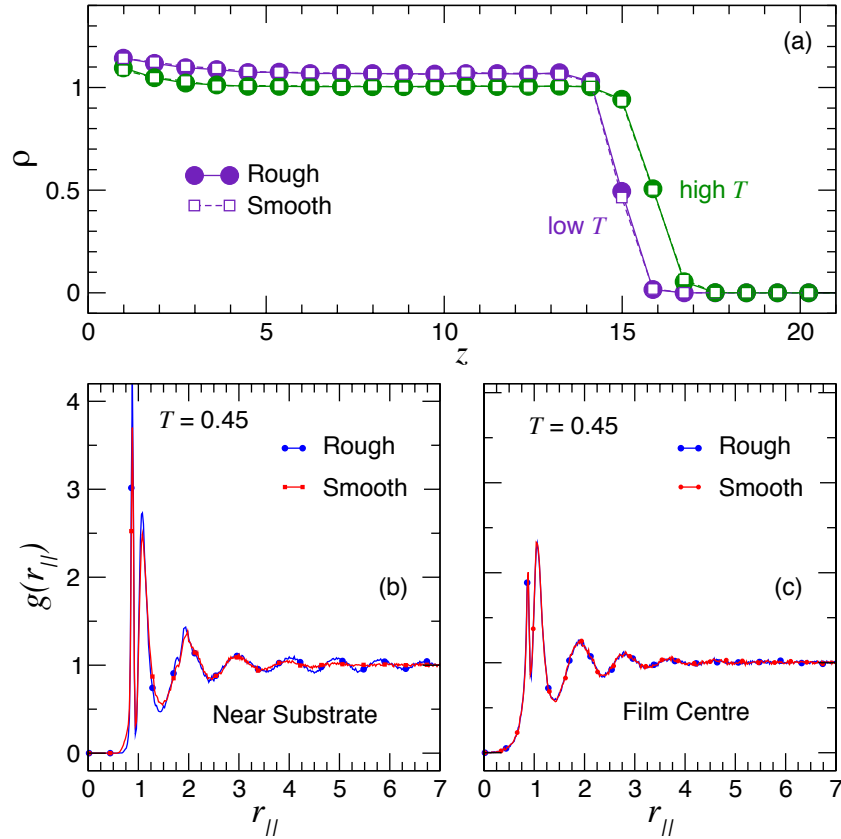 (a)
1
0.5
0
ρ
Rough
Smooth
low T
high T
0 5 10 15 20
z
4
3
2
1
0
g(r//)
T = 0.45
Rough
Smooth
(b)
Near Substrate
0 1 2 3 4 5 6 7
r//
T = 0.45
Rough
Smooth
(c)
Film Centre
0 1 2 3 4 5 6 7
r//